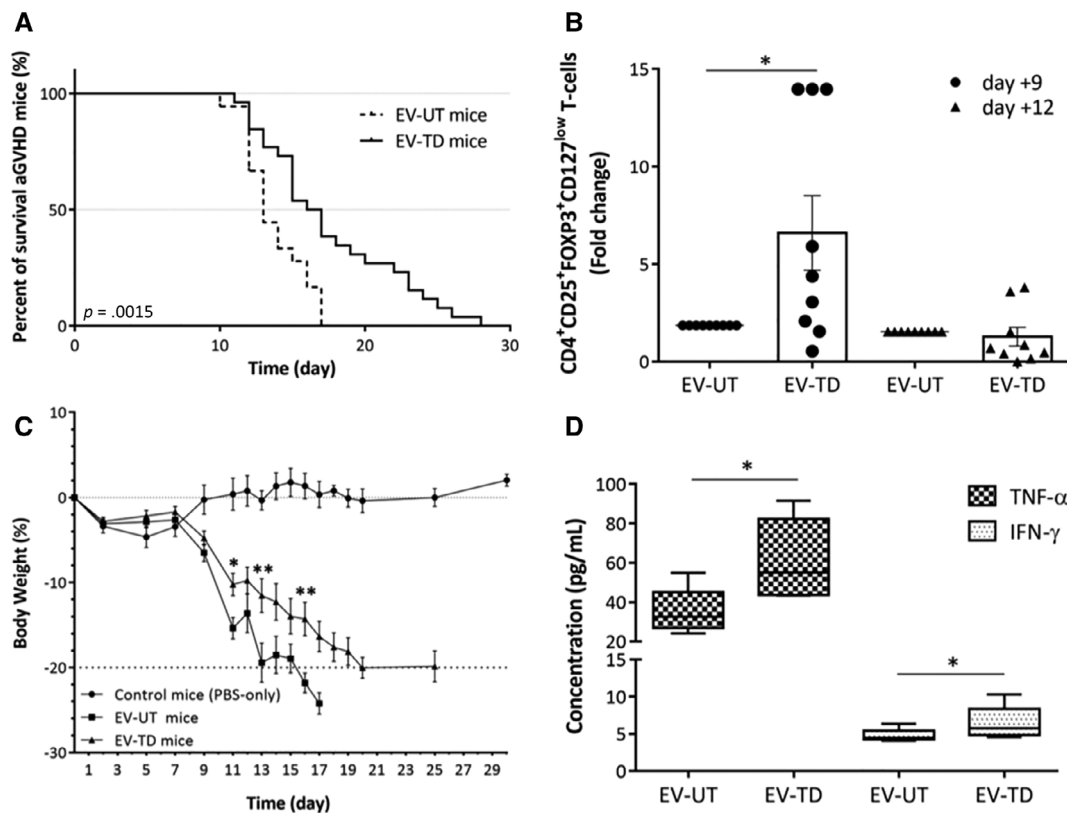 A
Percent of survival aGVHD mice (%)
100
50
0
0
10
20
30
EV-UT mice
EV-TD mice
p = .0015
Time (day)
B
CD4+CD25+FOXP3+CD127low T-cells
(Fold change)
15
10
5
0
day +9
day +12
*
EV-UT
EV-TD
EV-UT
EV-TD
C
Body Weight (%)
10
0
-10
-20
-30
*
**
**
Control mice (PBS-only)
EV-UT mice
EV-TD mice
1 3 5 7 9 11 13 15 17 19 21 23 25 27 29
Time (day)
D
Concentration (pg/mL)
100
80
60
40
20
15
10
5
0
*
*
TNF-α
IFN-γ
EV-UT
EV-TD
EV-UT
EV-TD